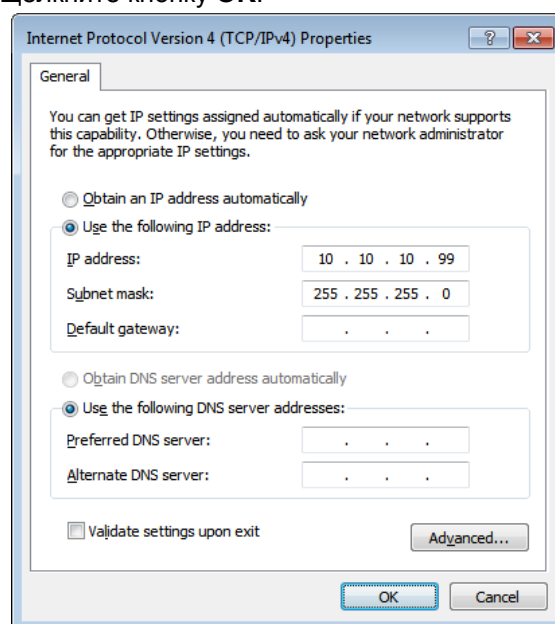 Щелкните кнопку OK.
Internet Protocol Version 4 (TCP/IPv4) Properties
General
You can get IP settings assigned automatically if your network supports
this capability. Otherwise, you need to ask your network administrator
for the appropriate IP settings.
Obtain an IP address automatically
Use the following IP address:
IP address: 10 . 10 . 10 . 99
Subnet mask: 255 . 255 . 255 . 0
Default gateway: . . .
Obtain DNS server address automatically
Use the following DNS server addresses:
Preferred DNS server: . . .
Alternate DNS server: . . .
Validate settings upon exit
Advanced...
OK Cancel